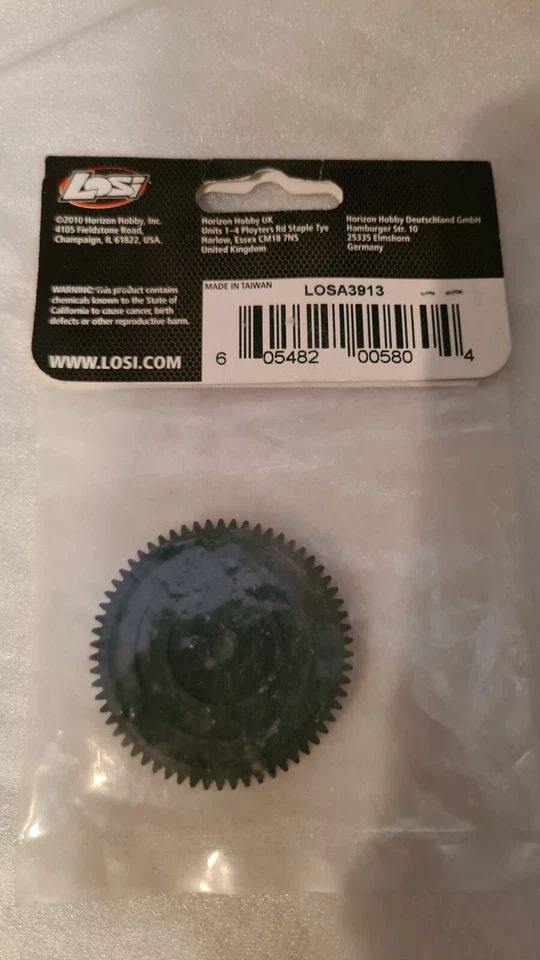 LOSI
©2010 Horizon Hobby, Inc.
4105 Fieldstone Road,
Champaign, IL 61822, USA.
Horizon Hobby UK
Units 1-4 Ployters Rd Staple Tye
Harlow, Essex CM18 7NS
United Kingdom
Horizon Hobby Deutschland GmbH
Hamburger Str. 10
25335 Elmshorn
Germany
WARNING: This product contains
chemicals known to the State of
California to cause cancer, birth
defects or other reproductive harm.
WWW.LOSI.COM
MADE IN TAIWAN
LOSA3913
6 05482 00580 4